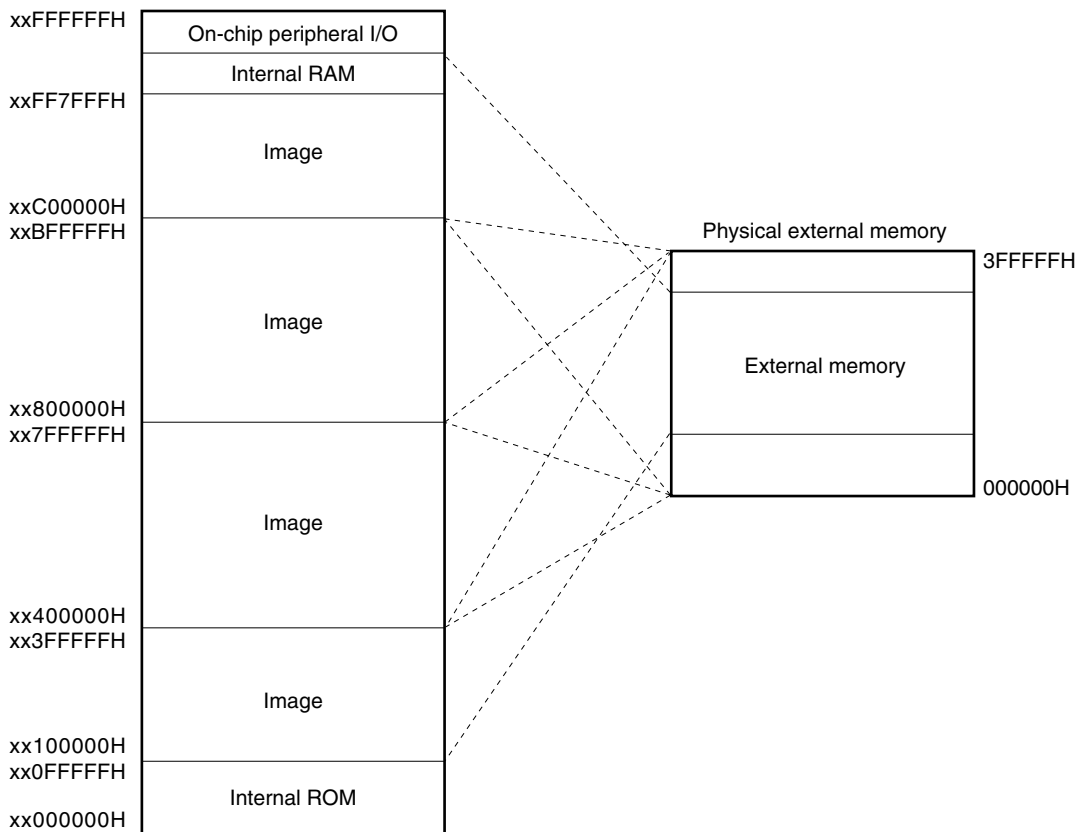 xxFFFFFFH
On-chip peripheral I/O
Internal RAM
xxFF7FFFH
Image
xxC00000H
xxBFFFFFH
Image
xx800000H
xx7FFFFFH
Image
xx400000H
xx3FFFFFH
Image
xx100000H
xx0FFFFFH
Internal ROM
xx000000H
Physical external memory
3FFFFFH
External memory
000000H